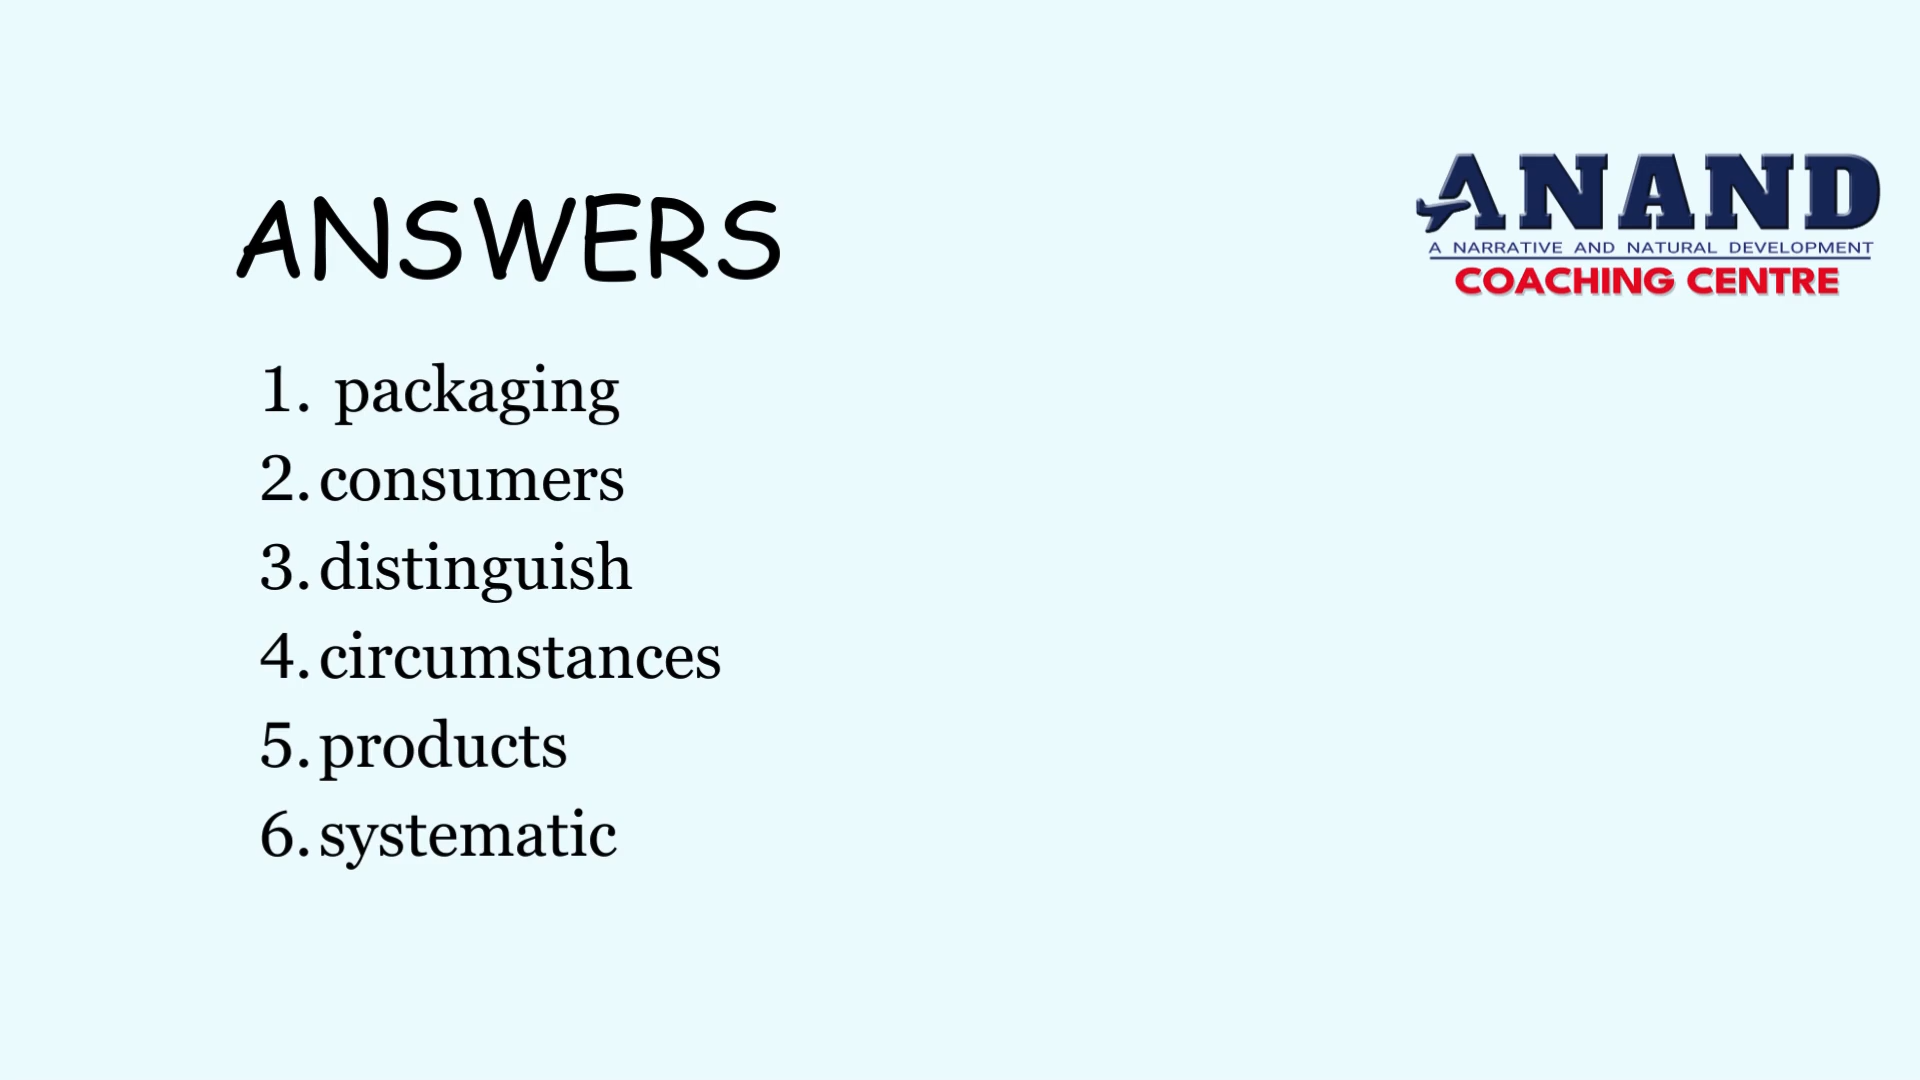 ANSWERS
ANAND
A NARRATIVE AND NATURAL DEVELOPMENT
COACHING CENTRE
1. packaging
2. consumers
3. distinguish
4. circumstances
5. products
6. systematic